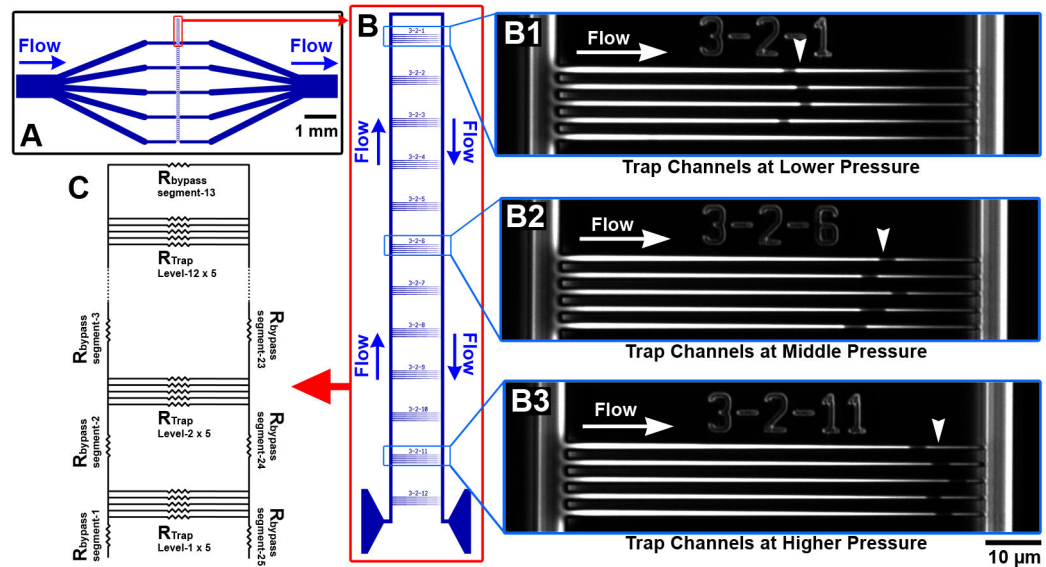 Flow
Flow
1 mm
A
B
3-2-1
3-2-2
3-2-3
3-2-4
3-2-5
3-2-6
3-2-7
3-2-8
3-2-9
3-2-10
3-2-11
3-2-12
Flow
Flow
Flow
Flow
B1
Flow
3-2-1
Trap Channels at Lower Pressure
B2
Flow
3-2-6
Trap Channels at Middle Pressure
B3
Flow
3-2-11
Trap Channels at Higher Pressure
10 µm
C
Rbypass
segment-13
RTrap
Level-12 x 5
Rbypass
segment-3
Rbypass
segment-23
RTrap
Level-2 x 5
Rbypass
segment-2
Rbypass
segment-24
RTrap
Level-1 x 5
Rbypass
segment-1
Rbypass
segment-25